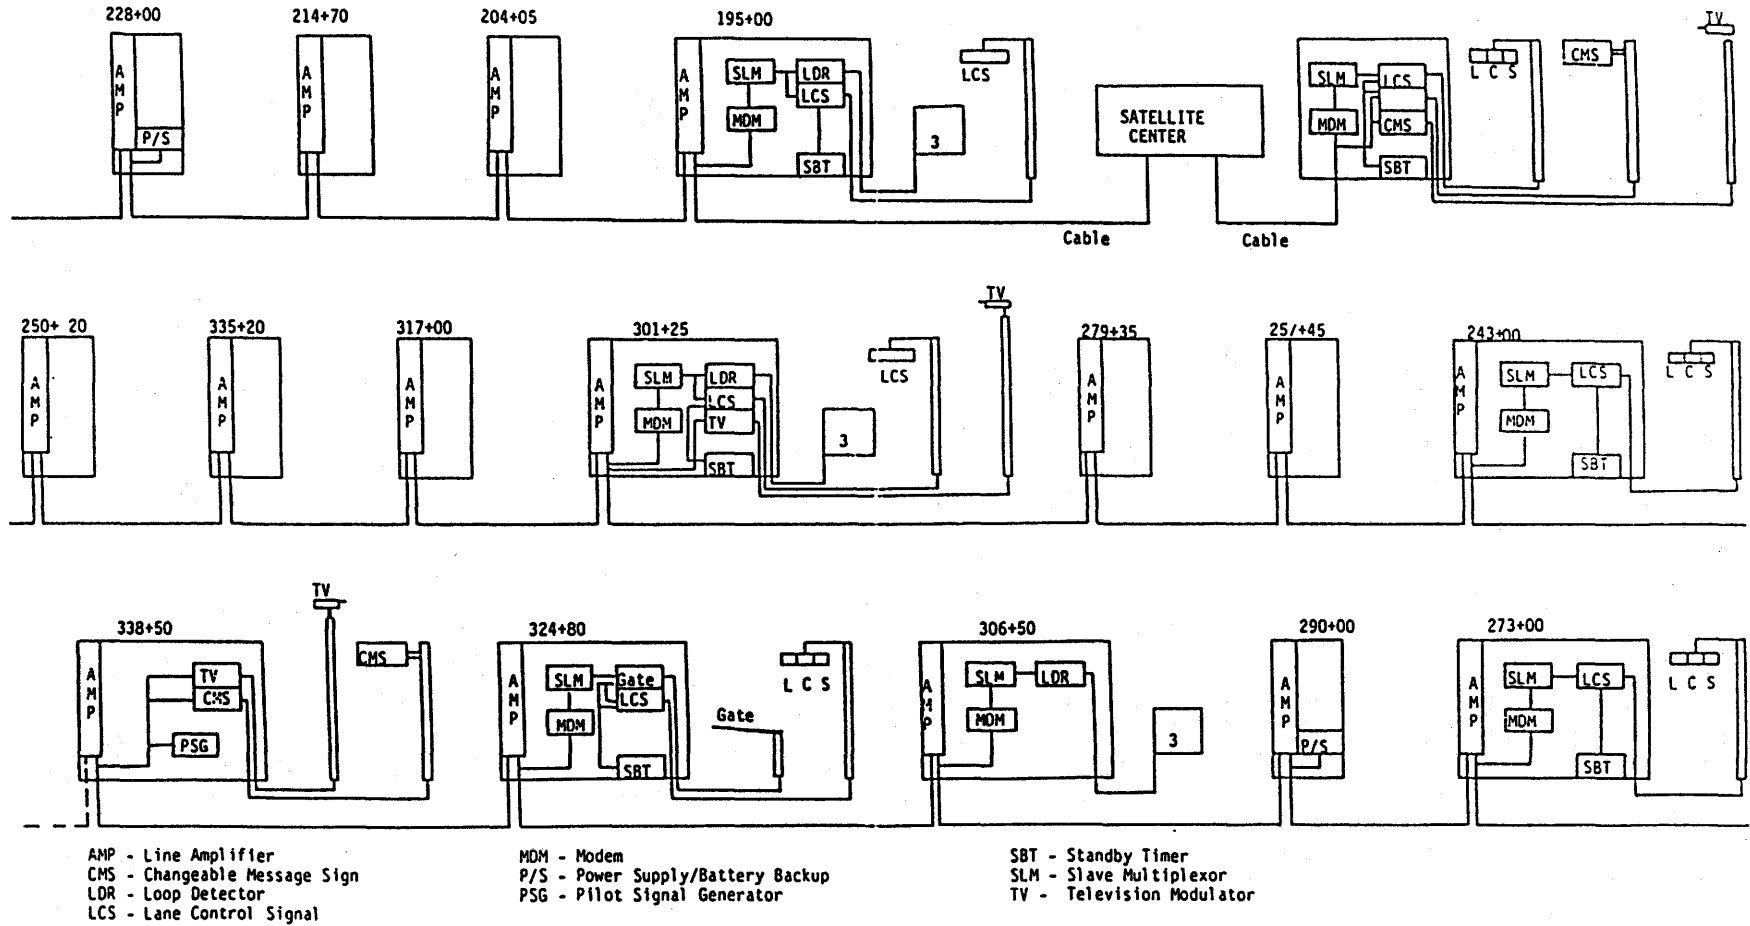 228+00 214+70 204+05 195+00 TV
AMP P/S
AMP
AMP
AMP SLM LDR LCS MDM SBT
3
LCS
SATELLITE
CENTER
SLM LCS MDM CMS SBT
L C S
CMS
Cable Cable
TV
250+ 20 335+20 317+00 301+25 279+35 25/+45 243+00
AMP
AMP
AMP
AMP SLM LDR LCS MDM TV SBT
3
LCS
AMP
AMP
AMP SLM LCS MDM SBT
L C S
TV
338+50 324+80 306+50 290+00 273+00
AMP TV CMS PSG
CMS
AMP SLM Gate LCS MDM SBT
Gate
L C S
AMP SLM LDR MDM
3
AMP P/S
AMP SLM LCS MDM SBT
L C S
AMP - Line Amplifier
CMS - Changeable Message Sign
LDR - Loop Detector
LCS - Lane Control Signal
MDM - Modem
P/S - Power Supply/Battery Backup
PSG - Pilot Signal Generator
SBT - Standby Timer
SLM - Slave Multiplexor
TV - Television Modulator